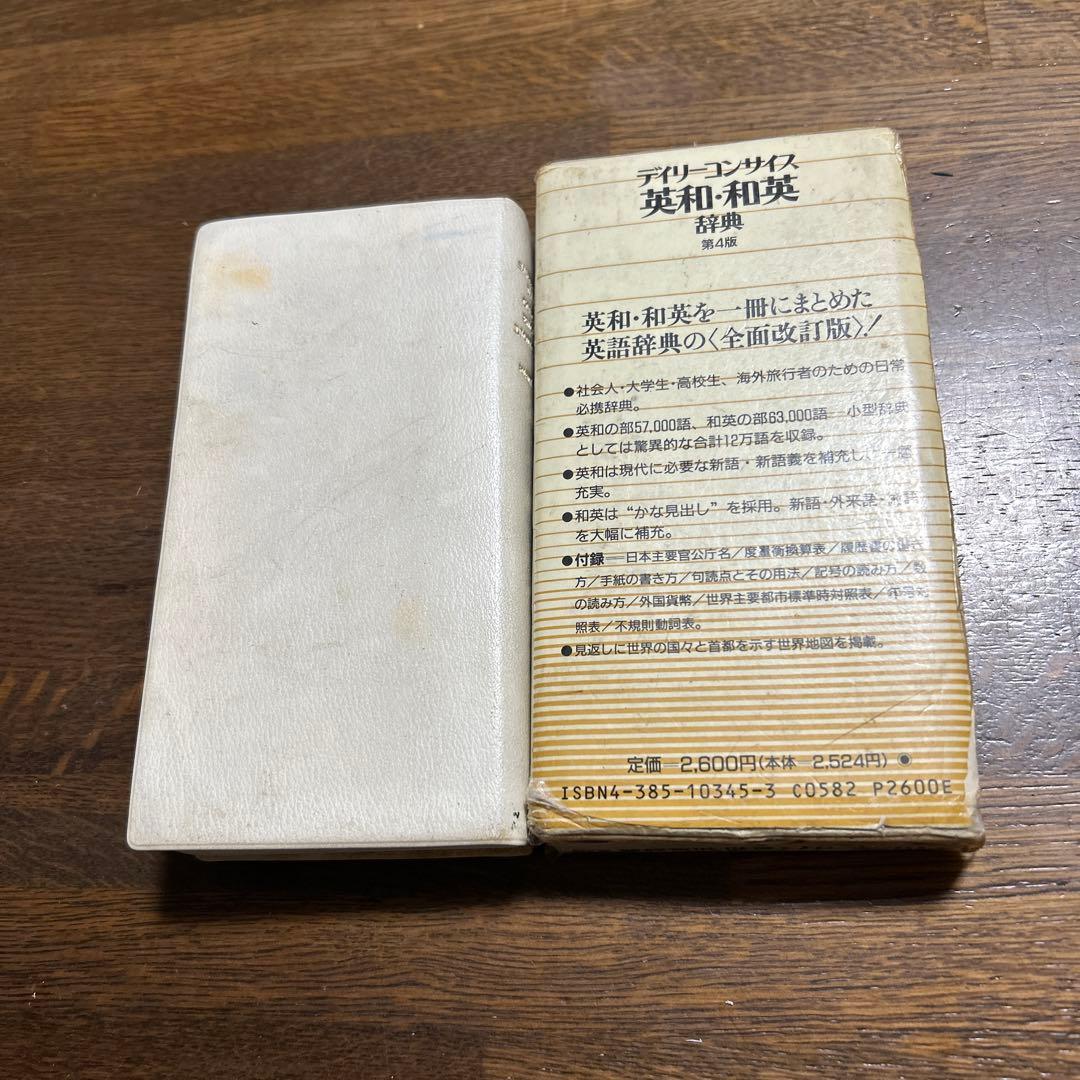 デイリーコンサイス
英和・和英
辞典
第4版
英和・和英を一冊にまとめた
英語辞典の〈全面改訂版〉!
●社会人・大学生・高校生、海外旅行者のための日常
必携辞典。
●英和の部57,000語、和英の部63,000語―小型辞典
としては驚異的な合計12万語を収録。
●英和は現代に必要な新語・新語義を補充し
充実。
●和英は“かな見出し”を採用。新語・外来語・
を大幅に補充。
●付録―日本主要官公庁名/度量衡換算表/履歴書の
方/手紙の書き方/句読点とその用法/記号の読み方/数
の読み方/外国貨幣/世界主要都市標準時対照表/
照表/不規則動詞表。
●見返しに世界の国々と首都を示す世界地図を掲載。
定価=2,600円(本体=2,524円) ●
ISBN4-385-10345-3 C0582 P2600E